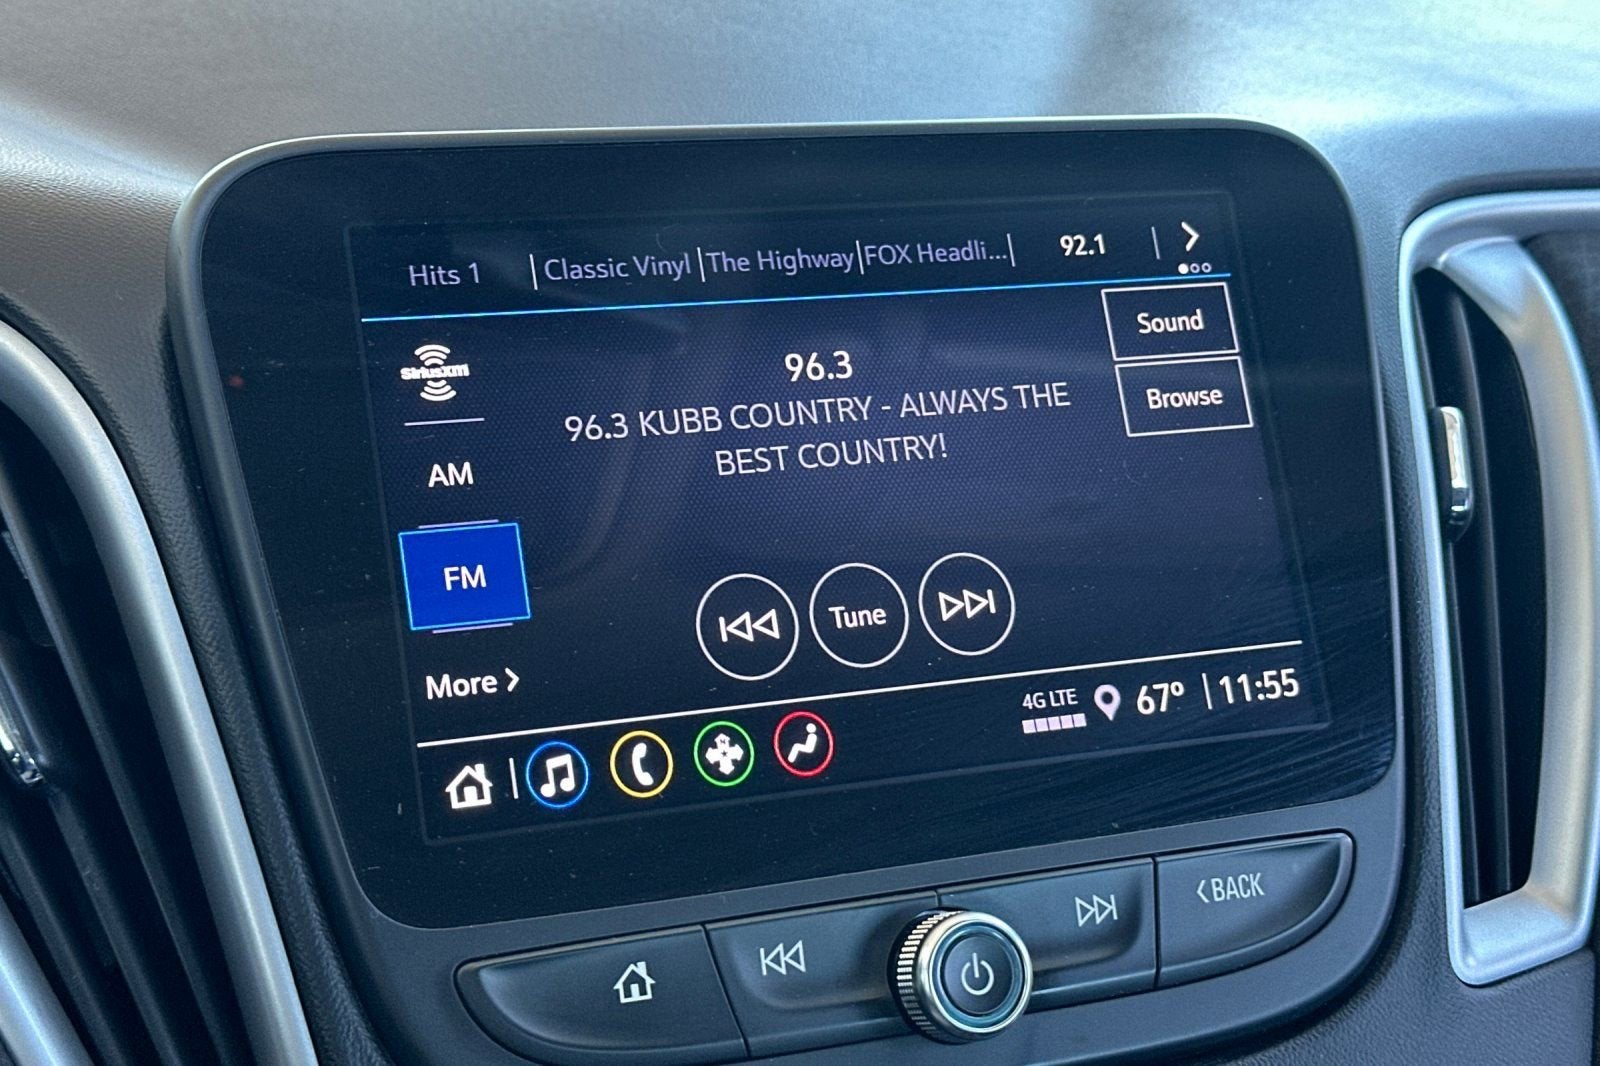 Hits 1 Classic Vinyl The Highway FOX Headli... 92.1
SiriusXM
96.3
Sound
96.3 KUBB COUNTRY - ALWAYS THE
BEST COUNTRY!
Browse
AM
FM
Tune
More
4G LTE 67° 11:55
BACK